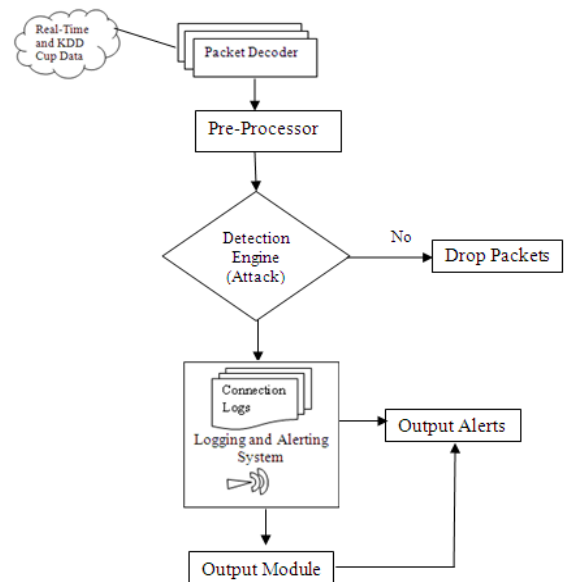 Real-Time
and KDD
Cup Data
Packet Decoder
Pre-Processor
Detection
Engine
(Attack)
No
Drop Packets
Connection
Logs
Logging and Alerting
System
Output Alerts
Output Module